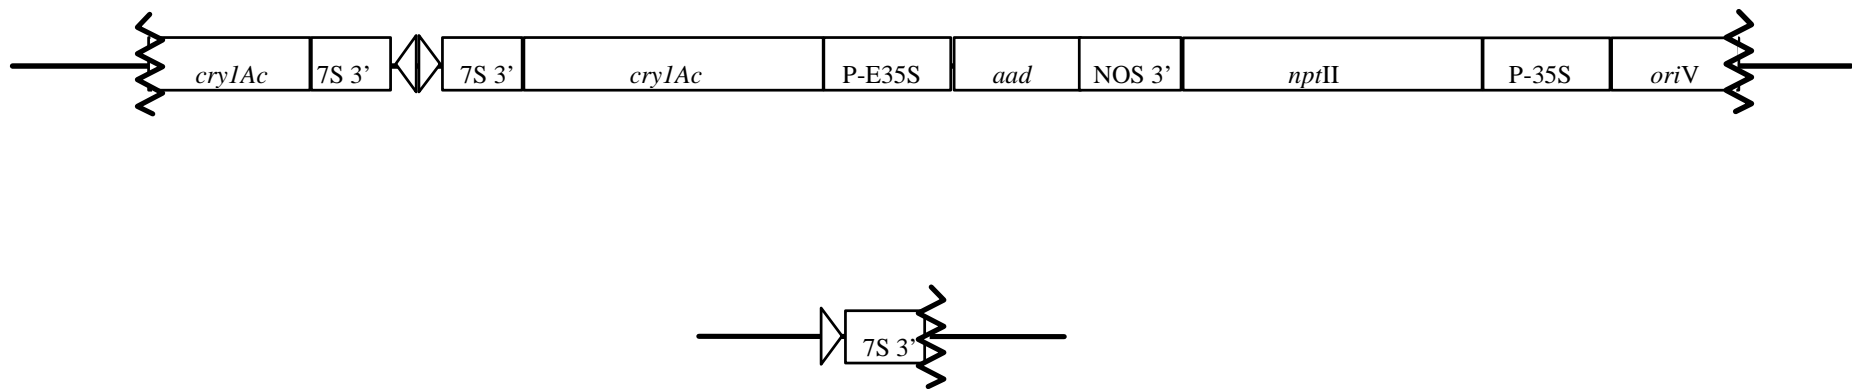 cry1Ac 7S 3’ 7S 3’ cry1Ac P-E35S aad NOS 3’ nptII P-35S oriV
7S 3’